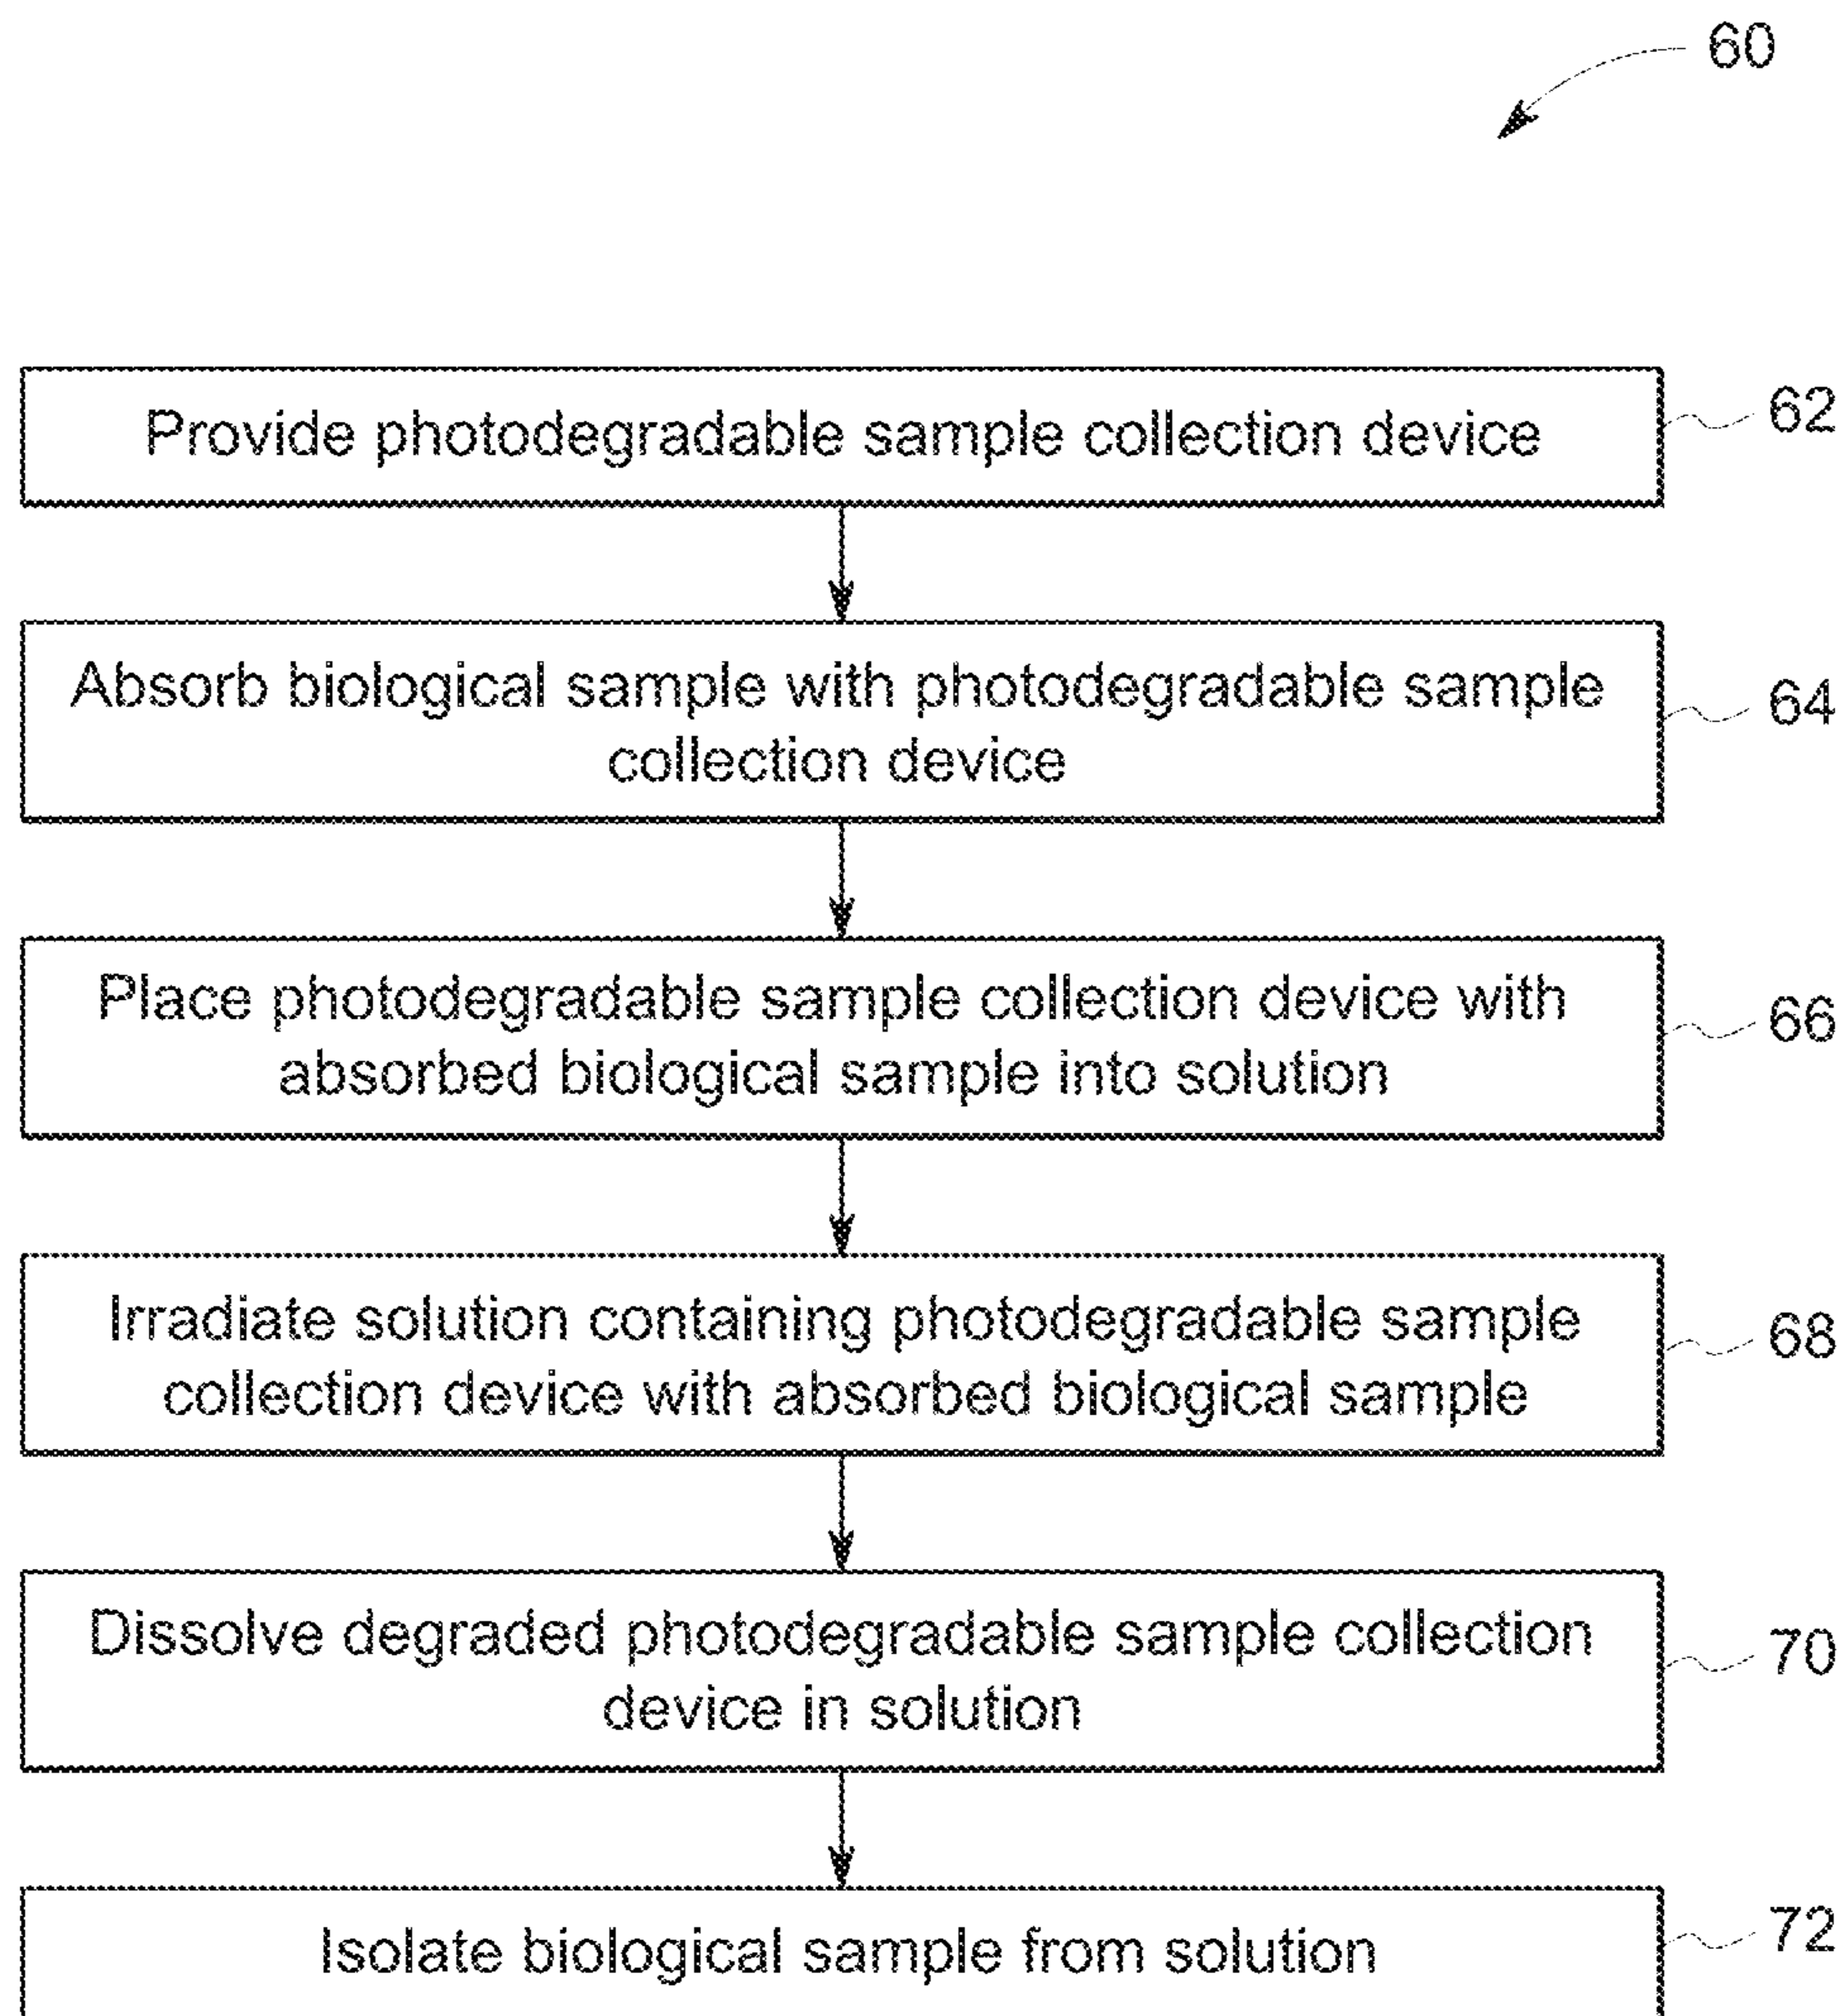 60
Provide photodegradable sample collection device
62
Absorb biological sample with photodegradable sample
collection device
64
Place photodegradable sample collection device with
absorbed biological sample into solution
66
Irradiate solution containing photodegradable sample
collection device with absorbed biological sample
68
Dissolve degraded photodegradable sample collection
device in solution
70
Isolate biological sample from solution
72